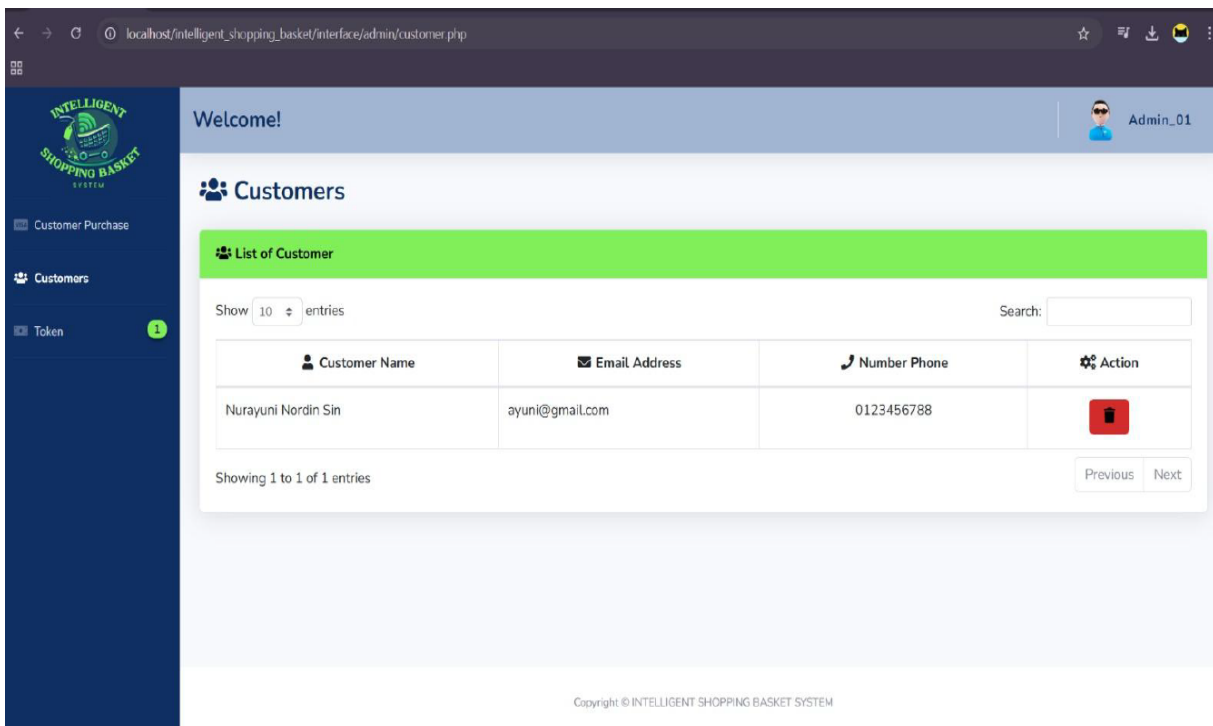 localhost/intelligent_shopping_basket/interface/admin/customer.php
INTELLIGENT
SHOPPING BASKET
SYSTEM
Welcome!
Admin_01
Customers
Customer Purchase
List of Customer
Customers
Show 10 entries
Search:
Token 1
Customer Name Email Address Number Phone Action
Nurayuni Nordin Sin ayuni@gmail.com 0123456788
Showing 1 to 1 of 1 entries
Previous Next
Copyright © INTELLIGENT SHOPPING BASKET SYSTEM